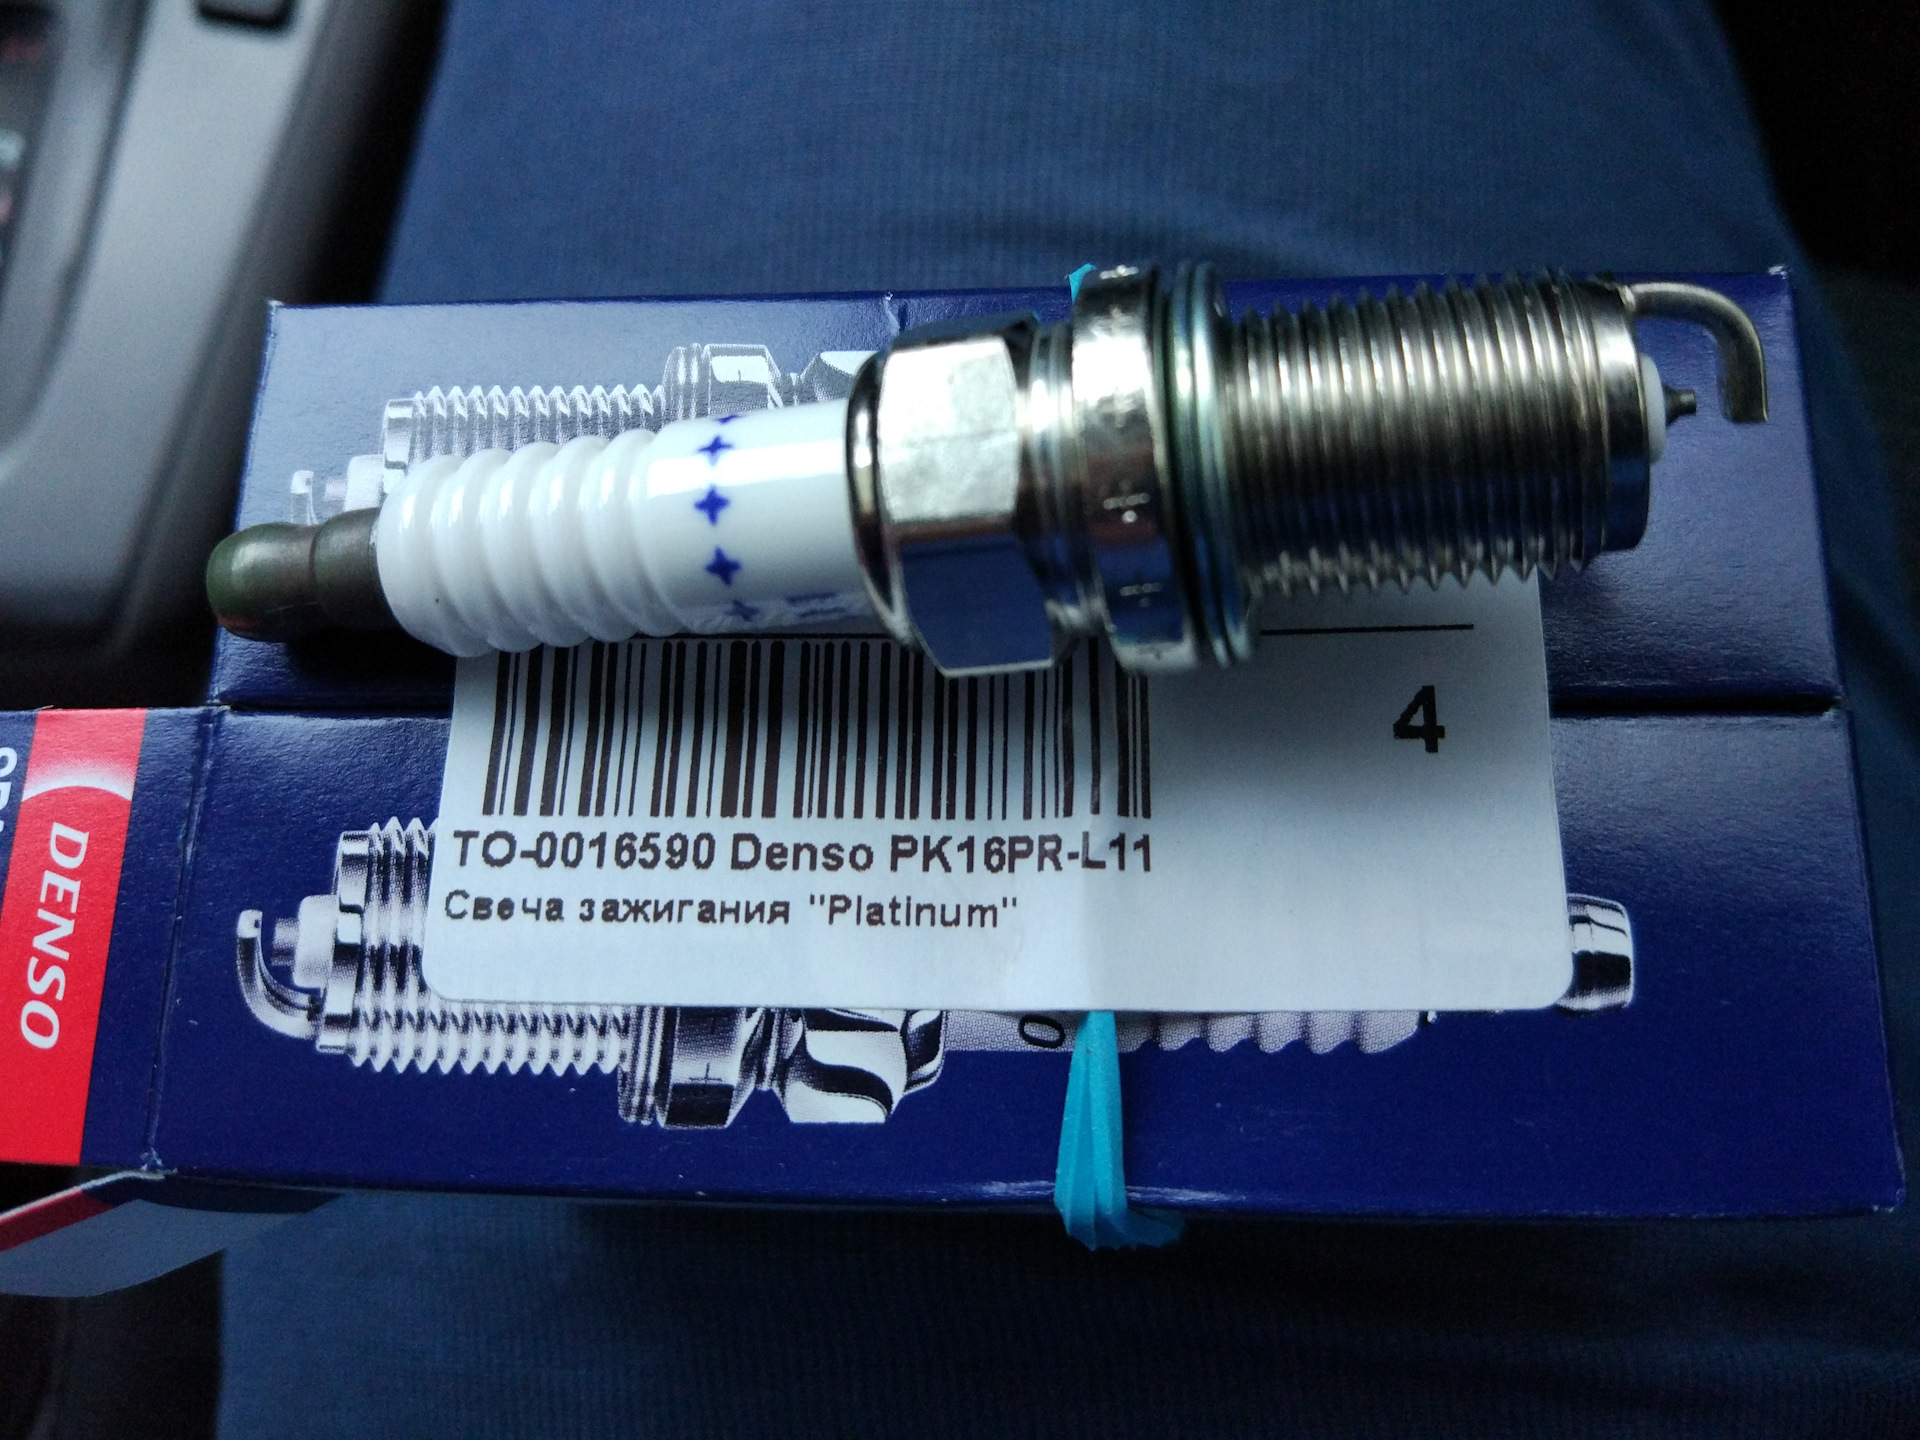 4
TO-0016590 Denso PK16PR-L11
Свеча зажигания "Platinum"
DENSO